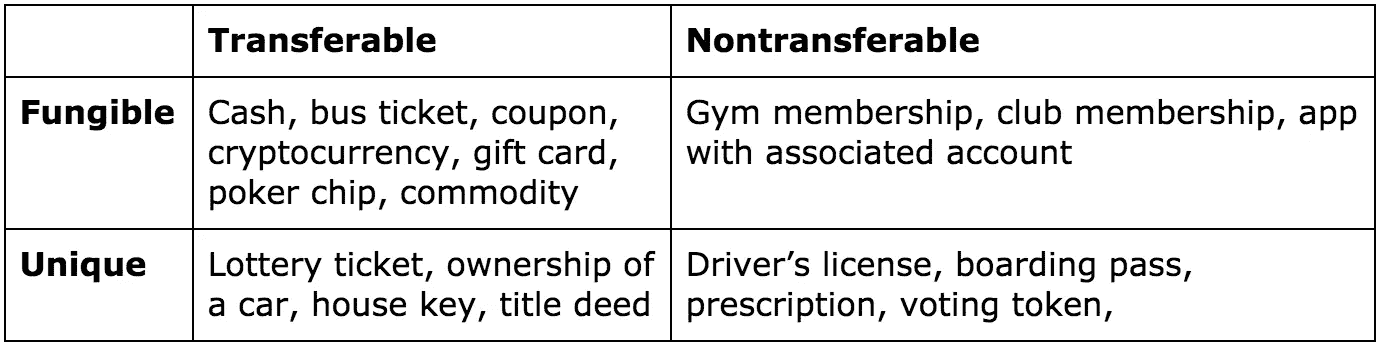 Transferable
Nontransferable
Fungible
Cash, bus ticket, coupon,
cryptocurrency, gift card,
poker chip, commodity
Gym membership, club membership, app
with associated account
Unique
Lottery ticket, ownership of
a car, house key, title deed
Driver’s license, boarding pass,
prescription, voting token,